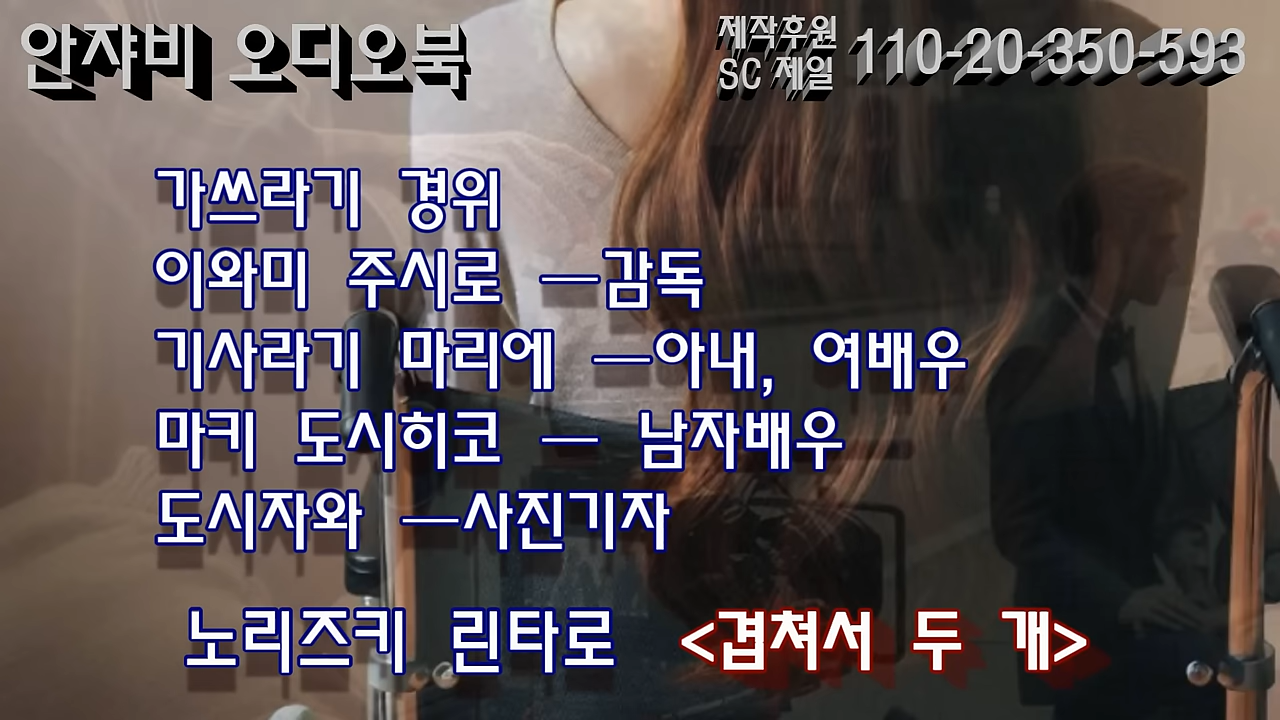 안쟈비 오디오북
제작후원
SC 제일
110-20-350-593
가쓰라기 경위
이와미 주시로 —감독
기사라기 마리에 —아내, 여배우
마키 도시히코 — 남자배우
도시자와 —사진기자
노리즈키 린타로 <겹쳐서 두 개>